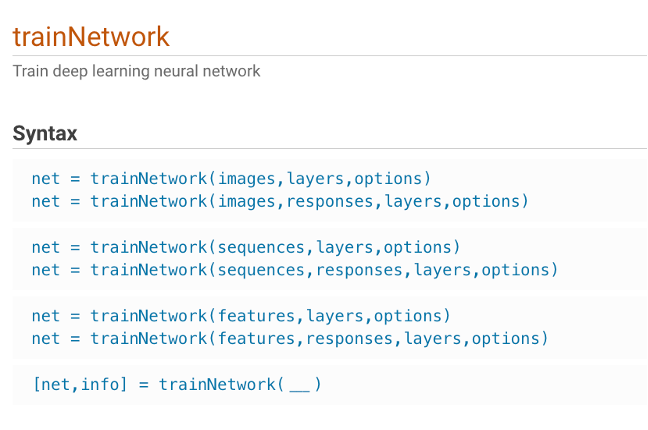 trainNetwork
Train deep learning neural network
Syntax
net = trainNetwork(images,layers,options)
net = trainNetwork(images,responses,layers,options)
net = trainNetwork(sequences,layers,options)
net = trainNetwork(sequences,responses,layers,options)
net = trainNetwork(features,layers,options)
net = trainNetwork(features,responses,layers,options)
[net,info] = trainNetwork(__)